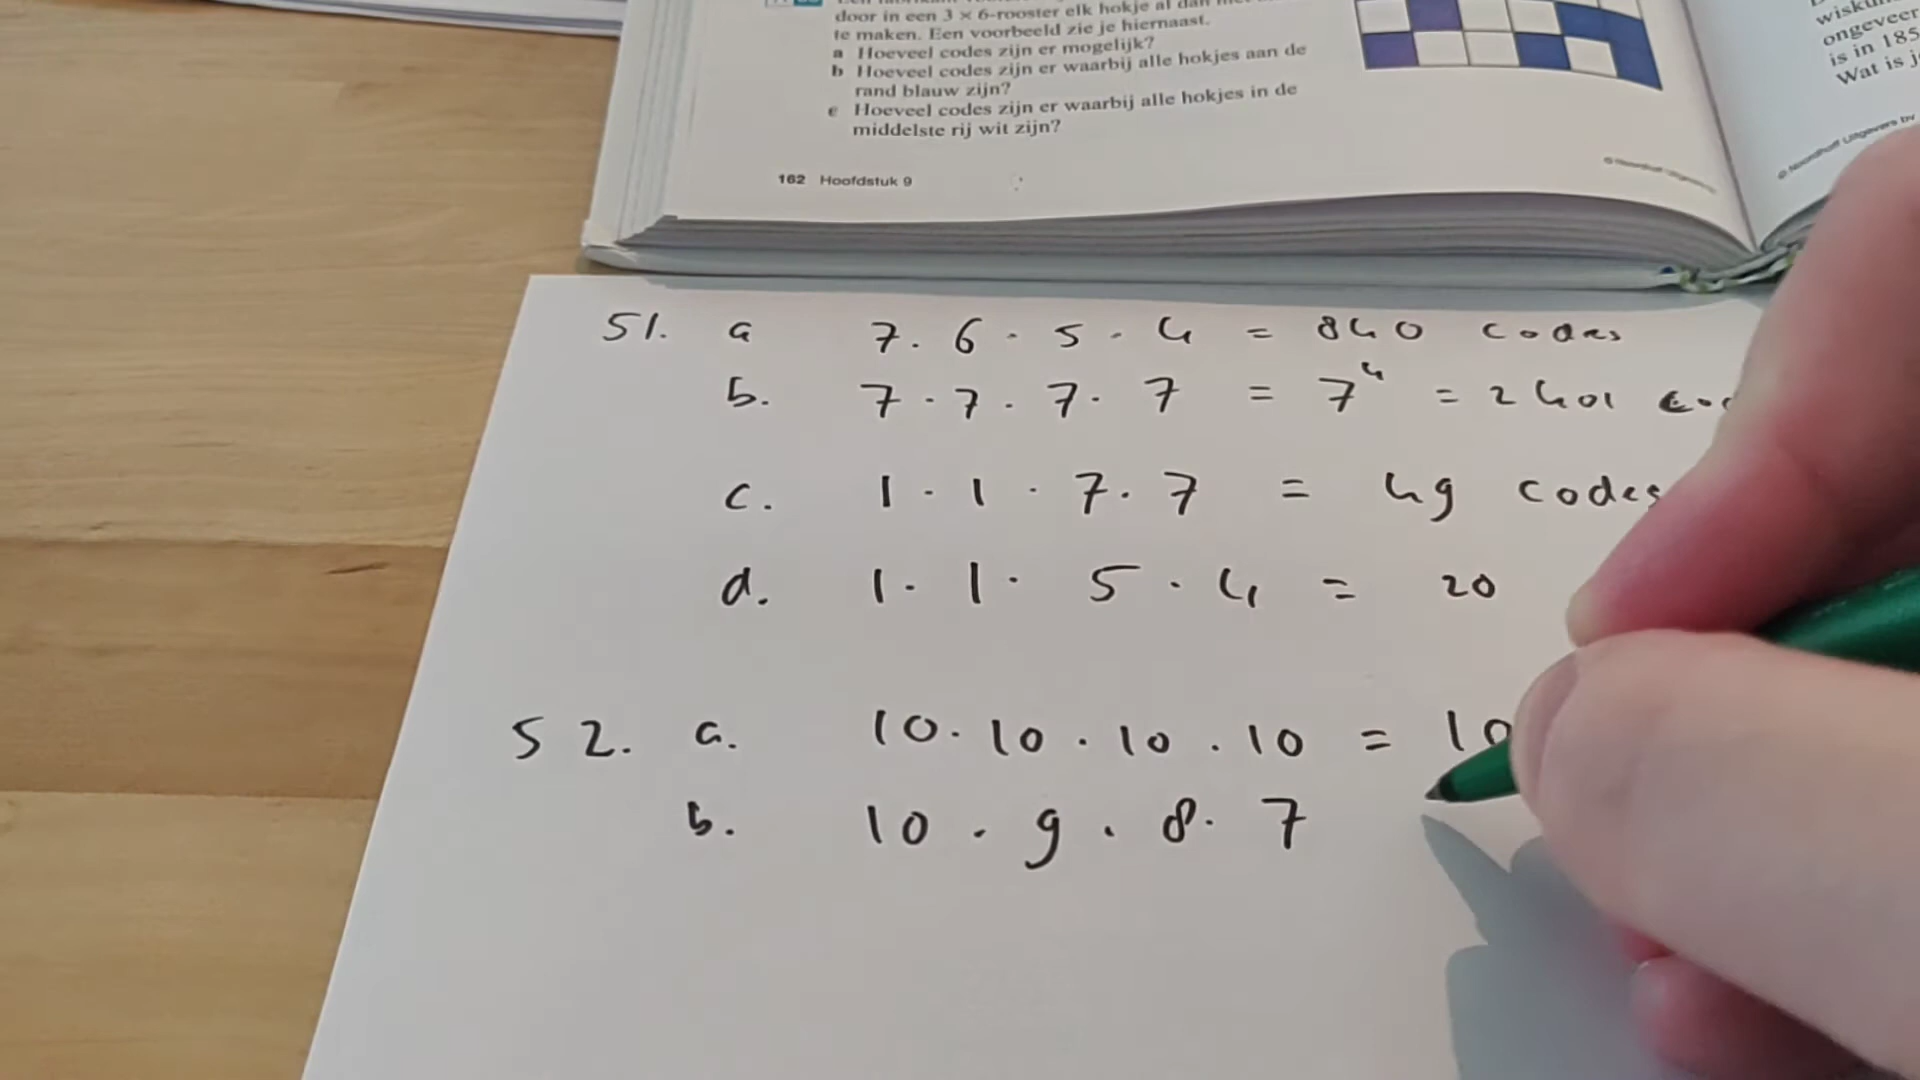 door in een 3 × 6-rooster elk hokje al dan
te maken. Een voorbeeld zie je hiernaast.
a Hoeveel codes zijn er mogelijk?
b Hoeveel codes zijn er waarbij alle hokjes aan de
rand blauw zijn?
c Hoeveel codes zijn er waarbij alle hokjes in de
middelste rij wit zijn?
162 Hoofdstuk 9
ongeveer
is in 185
Wat is j
© Noordhoff Uitgevers bv
51. a 7 · 6 · 5 · 4 = 840 codes
b. 7 · 7 · 7 · 7 = 7⁴ = 2401 co
c. 1 · 1 · 7 · 7 = 49 codes
d. 1 · 1 · 5 · 4 = 20
52. a. 10 · 10 · 10 · 10 = 10
b. 10 · 9 · 8 · 7